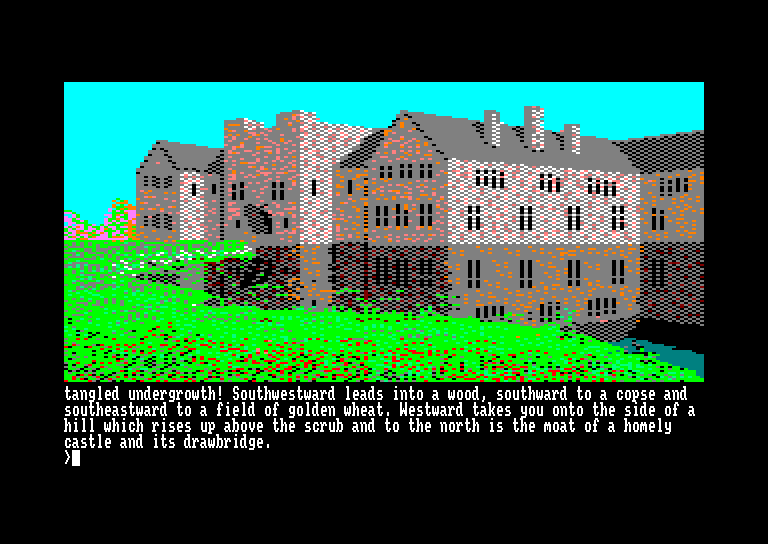 tangled undergrowth! Southwestward leads into a wood, southward to a copse and
southeastward to a field of golden wheat. Westward takes you onto the side of a
hill which rises up above the scrub and to the north is the moat of a homely
castle and its drawbridge.
>